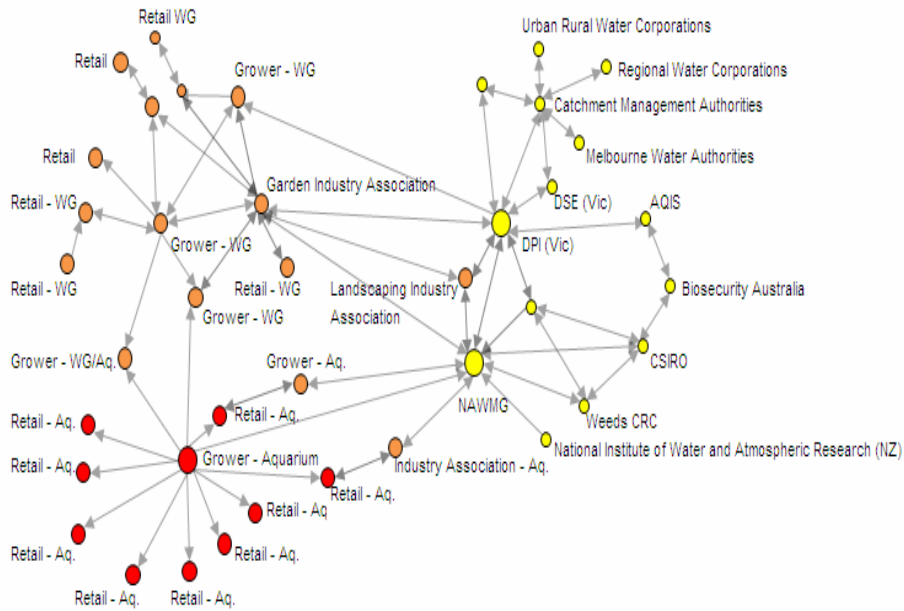 Retail WG
Urban Rural Water Corporations
Retail
Grower - WG
Regional Water Corporations
Catchment Management Authorities
Retail
Melbourne Water Authorities
Garden Industry Association
Retail - WG
DSE (Vic)
AQIS
Grower - WG
DPI (Vic)
Retail - WG
Retail - WG
Landscaping Industry
Association
Biosecurity Australia
Grower - WG
Grower - WG/Aq.
Grower - Aq.
CSIRO
NAWMG
Retail - Aq.
Retail - Aq.
Weeds CRC
National Institute of Water and Atmospheric Research (NZ)
Retail - Aq.
Grower - Aquarium
Industry Association - Aq.
Retail - Aq.
Retail - Aq
Retail - Aq.
Retail - Aq.
Retail - Aq.
Retail - Aq.